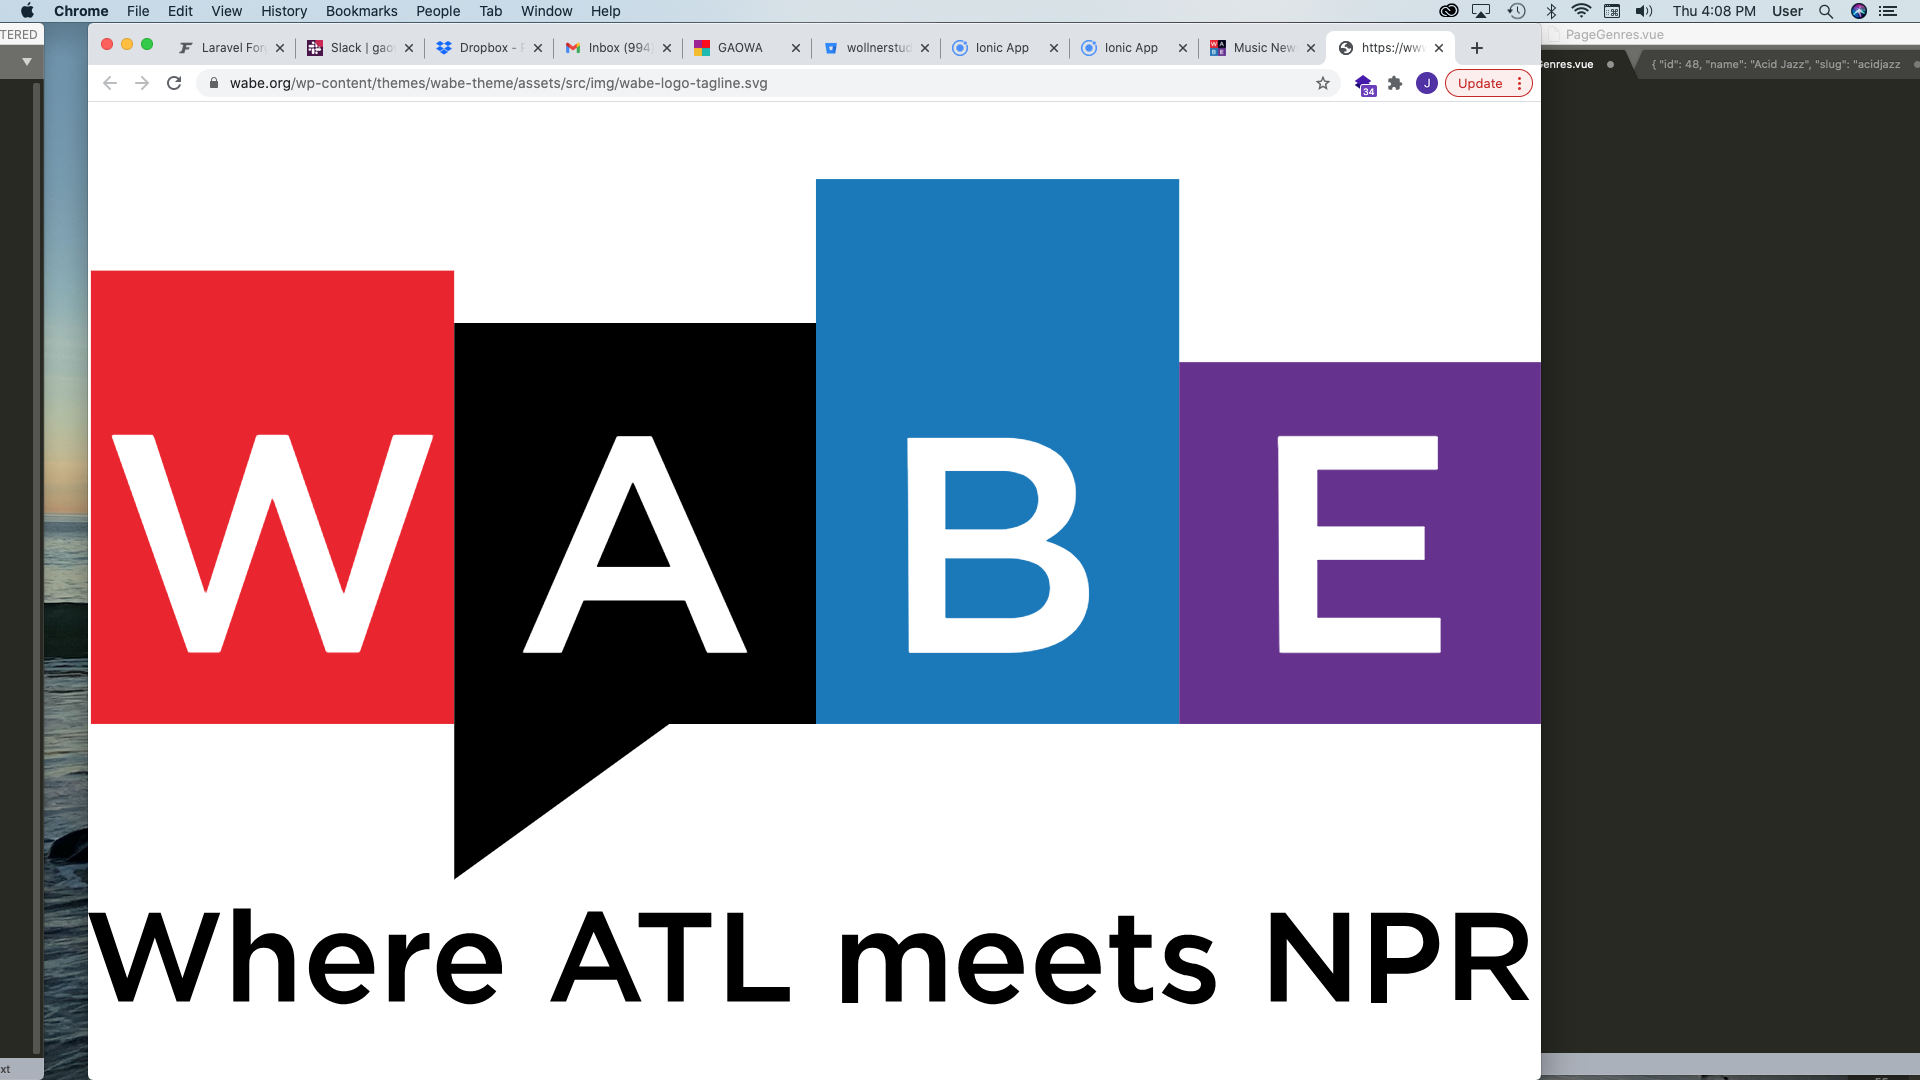 Chrome File Edit View History Bookmarks People Tab Window Help Thu 4:08 PM User
TERED
PageGenres.vue
Laravel For Slack | gao Dropbox - Inbox (994) GAOWA wollnerstud Ionic App Ionic App Music New https://ww
enres.vue { "id": 48, "name": "Acid Jazz", "slug": "acidjazz
wabe.org/wp-content/themes/wabe-theme/assets/src/img/wabe-logo-tagline.svg 34 J Update
WABE
Where ATL meets NPR
xt